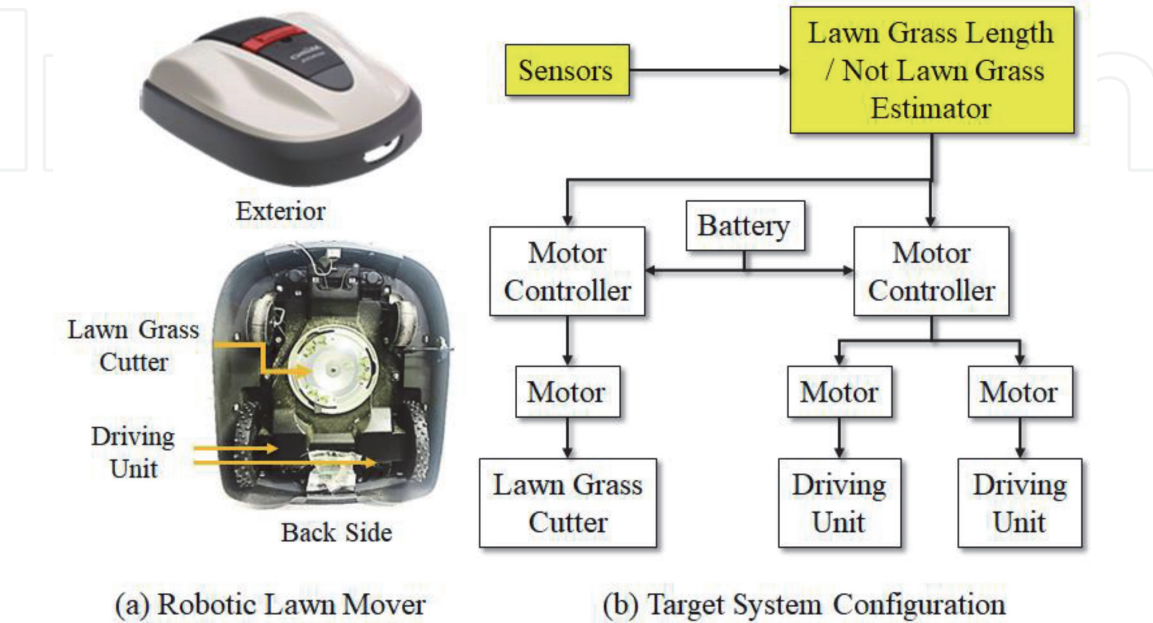 Exterior
Lawn Grass
Cutter
Driving
Unit
Back Side
(a) Robotic Lawn Mover
Sensors
Lawn Grass Length
/ Not Lawn Grass
Estimator
Battery
Motor
Controller
Motor
Controller
Motor
Motor
Motor
Lawn Grass
Cutter
Driving
Unit
Driving
Unit
(b) Target System Configuration